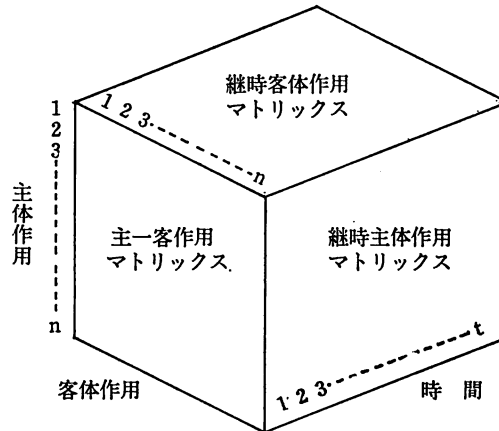 継時客体作用
マトリックス
1 2 3 n
1
2
3
n
主体作用
主一客作用
マトリックス
継時主体作用
マトリックス
1 2 3 t
客体作用
時 間